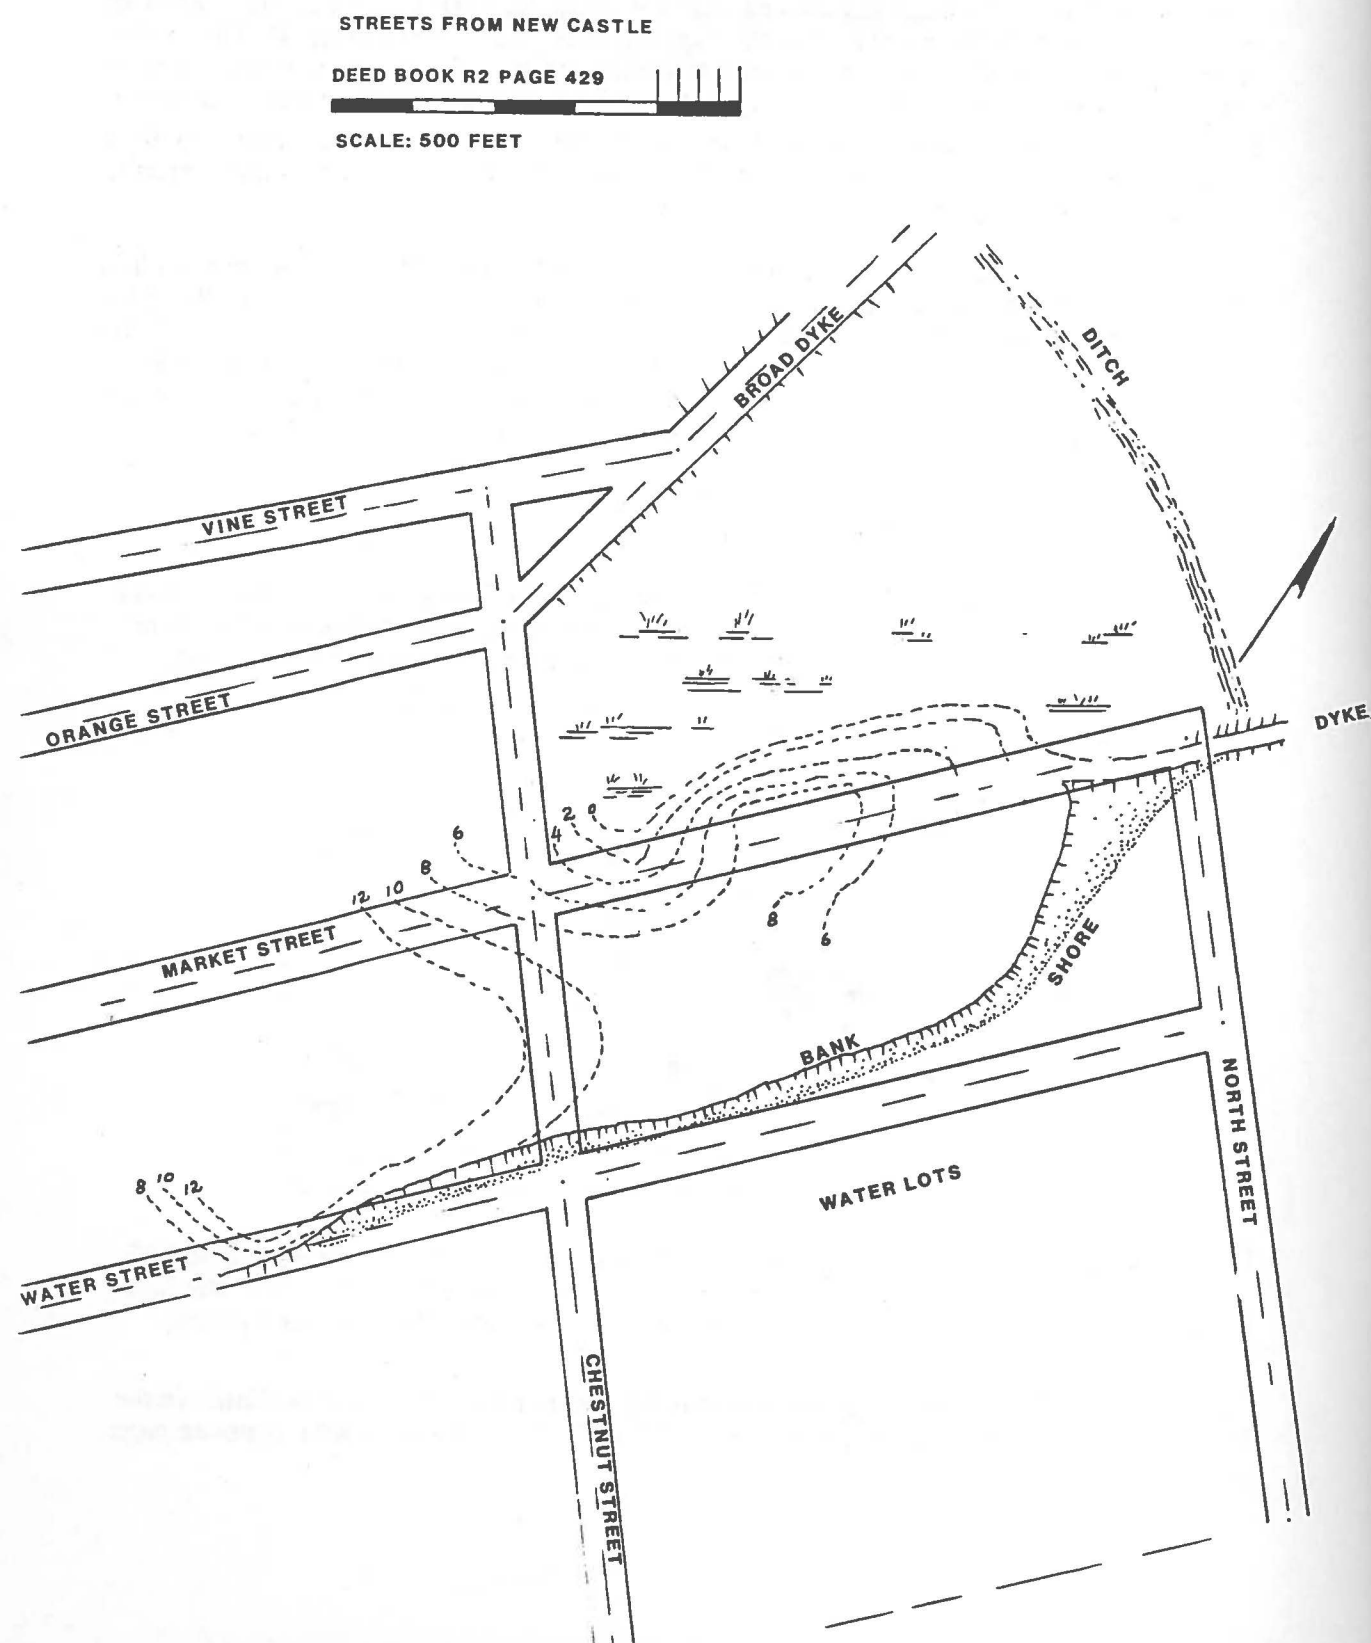 STREETS FROM NEW CASTLE
DEED BOOK R2 PAGE 429
SCALE: 500 FEET
BROAD DYKE
DITCH
VINE STREET
ORANGE STREET
DYKE
2 0
4
6
8
12 10
MARKET STREET
8
6
SHORE
BANK
NORTH STREET
8 10 12
WATER LOTS
WATER STREET
CHESTNUT STREET